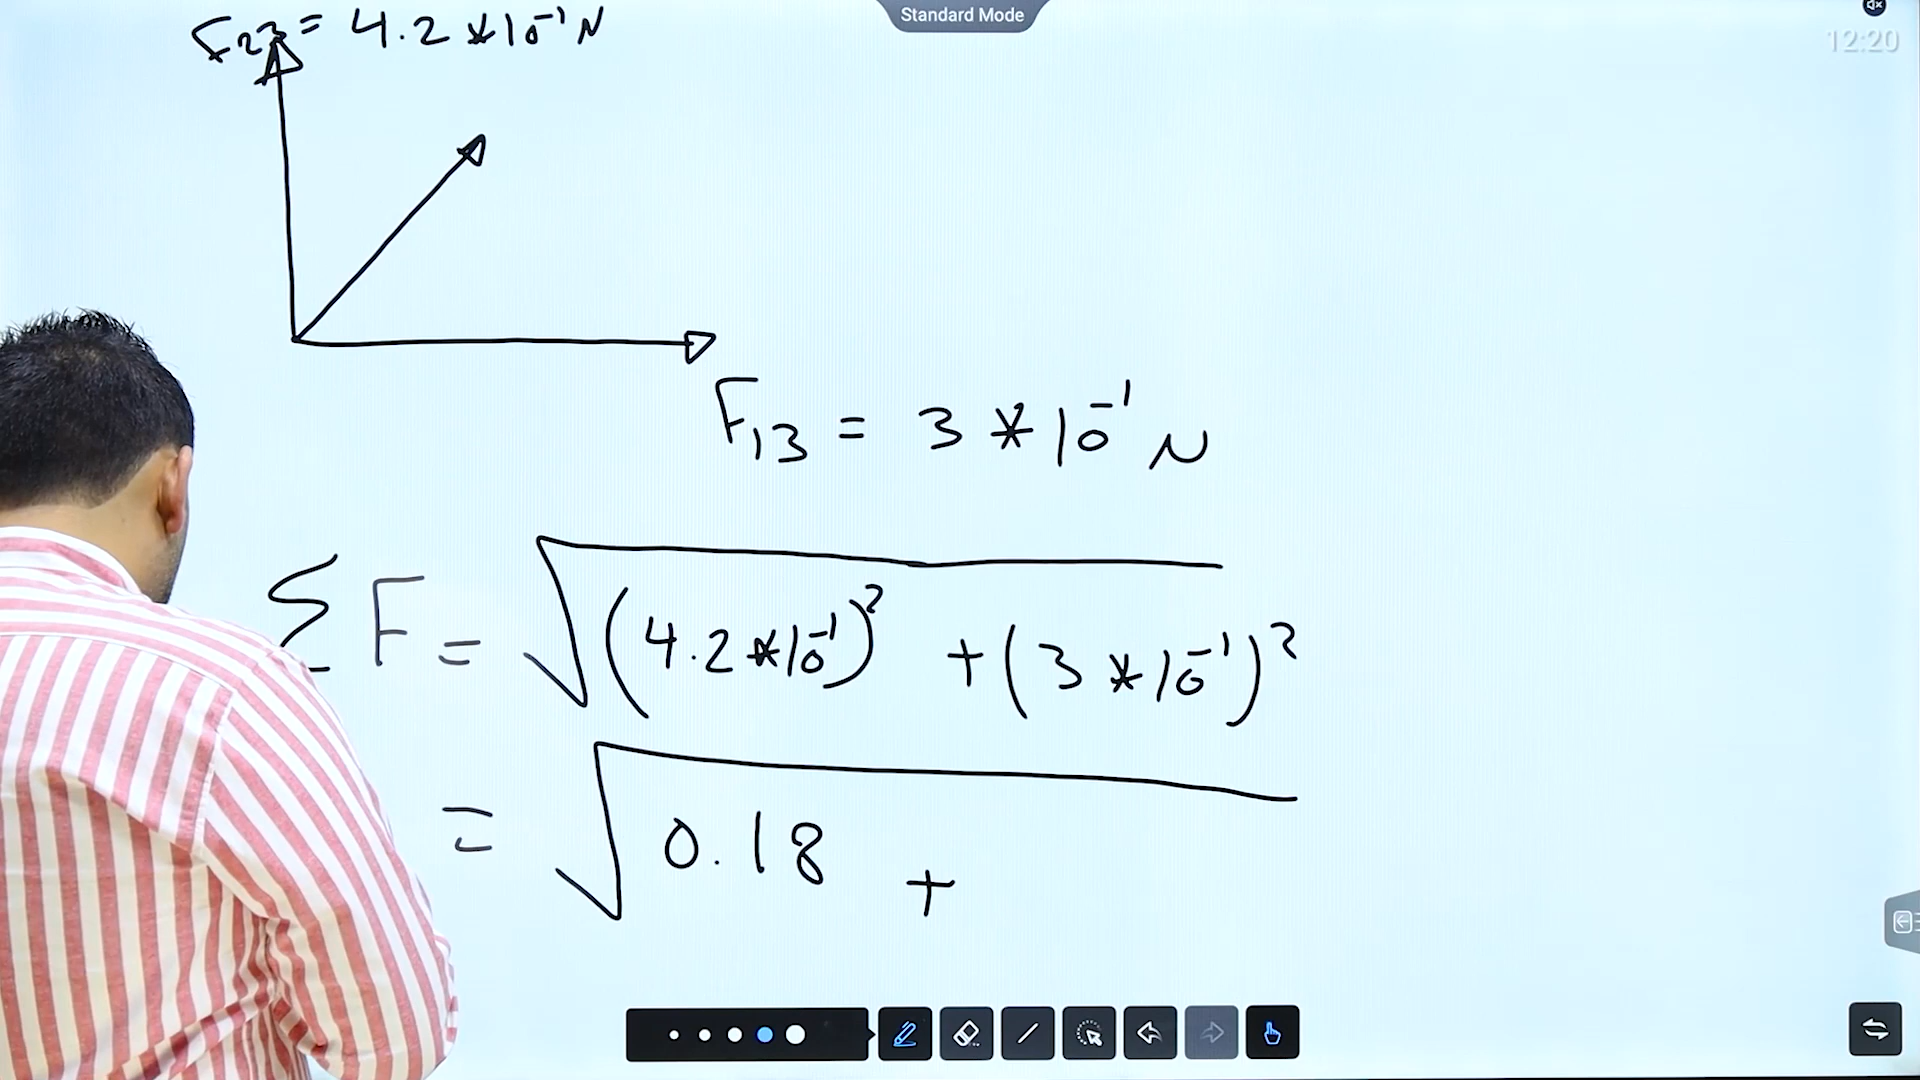 Standard Mode
12:20
F23 = 4.2 * 10⁻¹ N
F13 = 3 * 10⁻¹ N
Σ F = √((4.2 * 10⁻¹)² + (3 * 10⁻¹)²)
= √(0.18 +